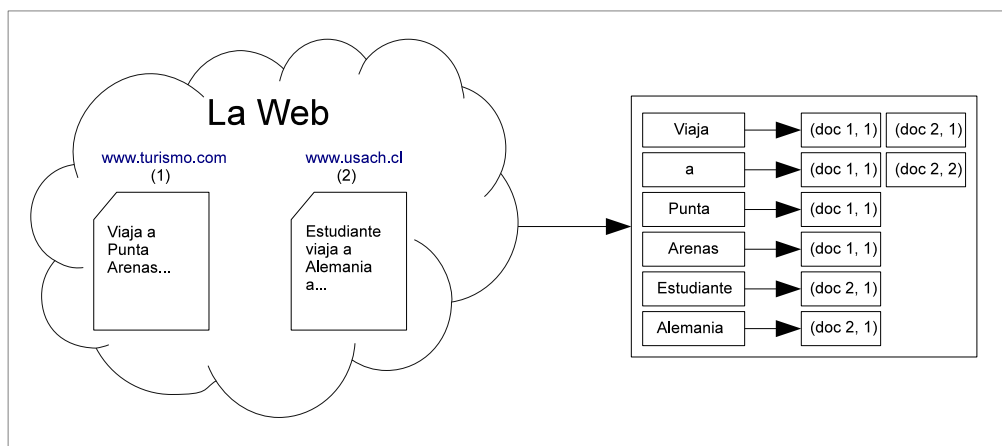 La Web
www.turismo.com
(1)
Viaja a
Punta
Arenas...
www.usach.cl
(2)
Estudiante
viaja a
Alemania
a...
Viaja (doc 1, 1) (doc 2, 1)
a (doc 1, 1) (doc 2, 2)
Punta (doc 1, 1)
Arenas (doc 1, 1)
Estudiante (doc 2, 1)
Alemania (doc 2, 1)